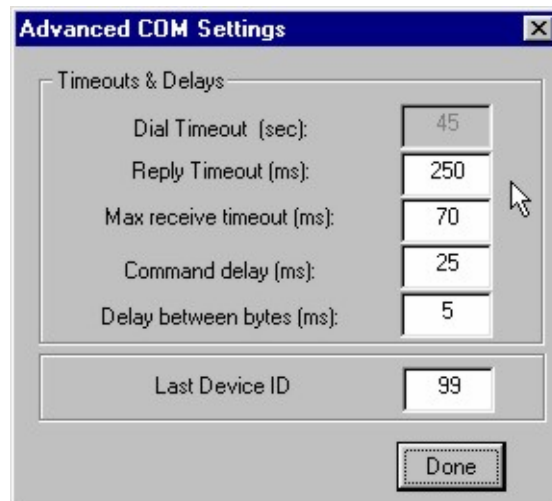 Advanced COM Settings
Timeouts & Delays
Dial Timeout (sec): 45
Reply Timeout (ms): 250
Max receive timeout (ms): 70
Command delay (ms): 25
Delay between bytes (ms): 5
Last Device ID 99
Done